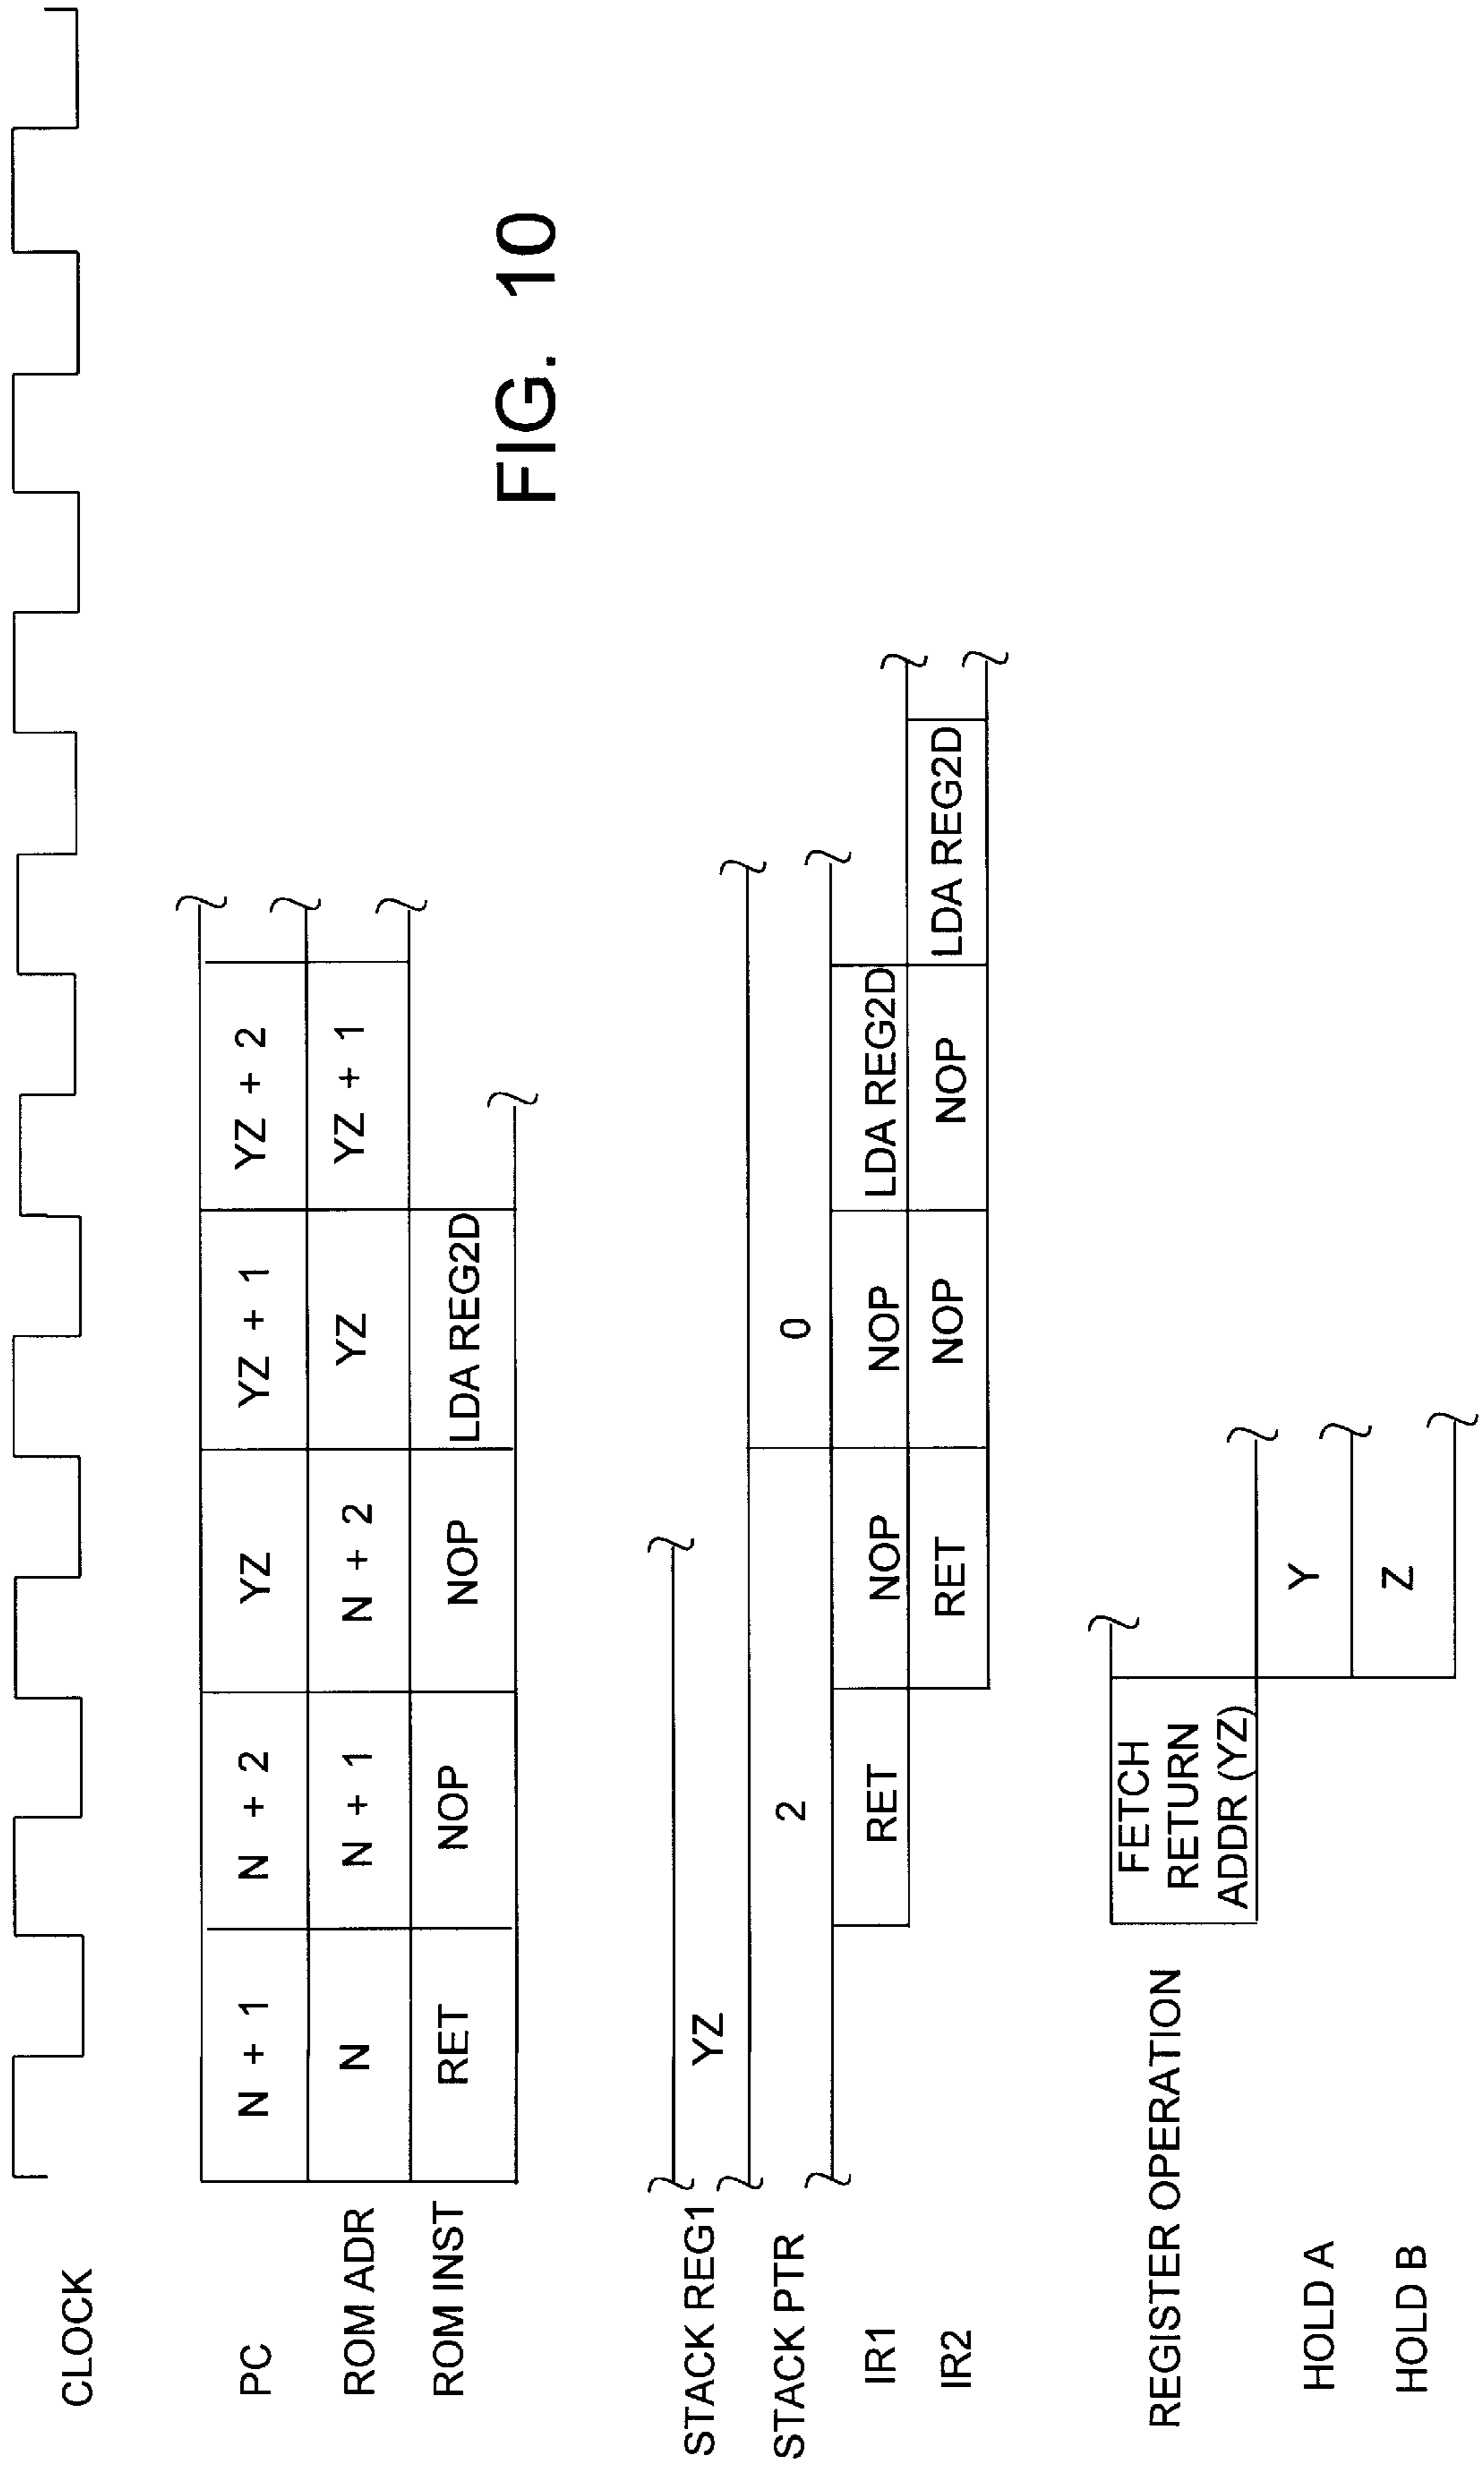 CLOCK
PC
N + 1
N + 2
YZ
YZ + 1
YZ + 2
ROM ADR
N
N + 1
N + 2
YZ
YZ + 1
ROM INST
RET
NOP
NOP
LDA REG2D
FIG. 10
STACK REG1
YZ
STACK PTR
2
0
IR1
RET
NOP
NOP
LDA REG2D
IR2
RET
NOP
NOP
LDA REG2D
REGISTER OPERATION
FETCH
RETURN
ADDR (YZ)
HOLD A
Y
HOLD B
Z